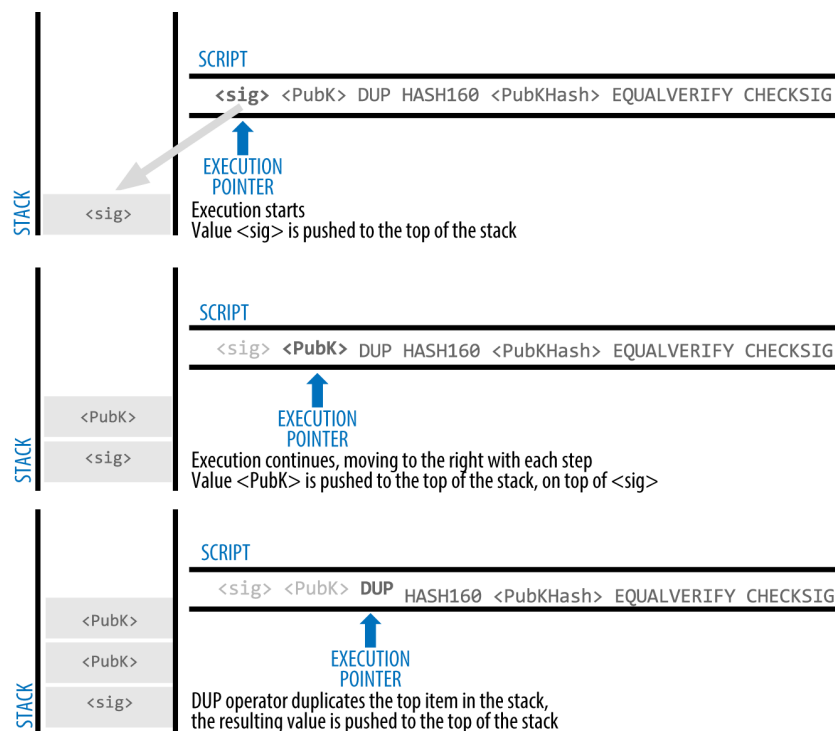 SCRIPT
<sig> <PubK> DUP HASH160 <PubKHash> EQUALVERIFY CHECKSIG
EXECUTION
POINTER
STACK
<sig>
Execution starts
Value <sig> is pushed to the top of the stack
SCRIPT
<sig> <PubK> DUP HASH160 <PubKHash> EQUALVERIFY CHECKSIG
EXECUTION
POINTER
<PubK>
STACK
<sig>
Execution continues, moving to the right with each step
Value <PubK> is pushed to the top of the stack, on top of <sig>
SCRIPT
<sig> <PubK> DUP HASH160 <PubKHash> EQUALVERIFY CHECKSIG
<PubK>
EXECUTION
POINTER
<PubK>
STACK
<sig>
DUP operator duplicates the top item in the stack,
the resulting value is pushed to the top of the stack